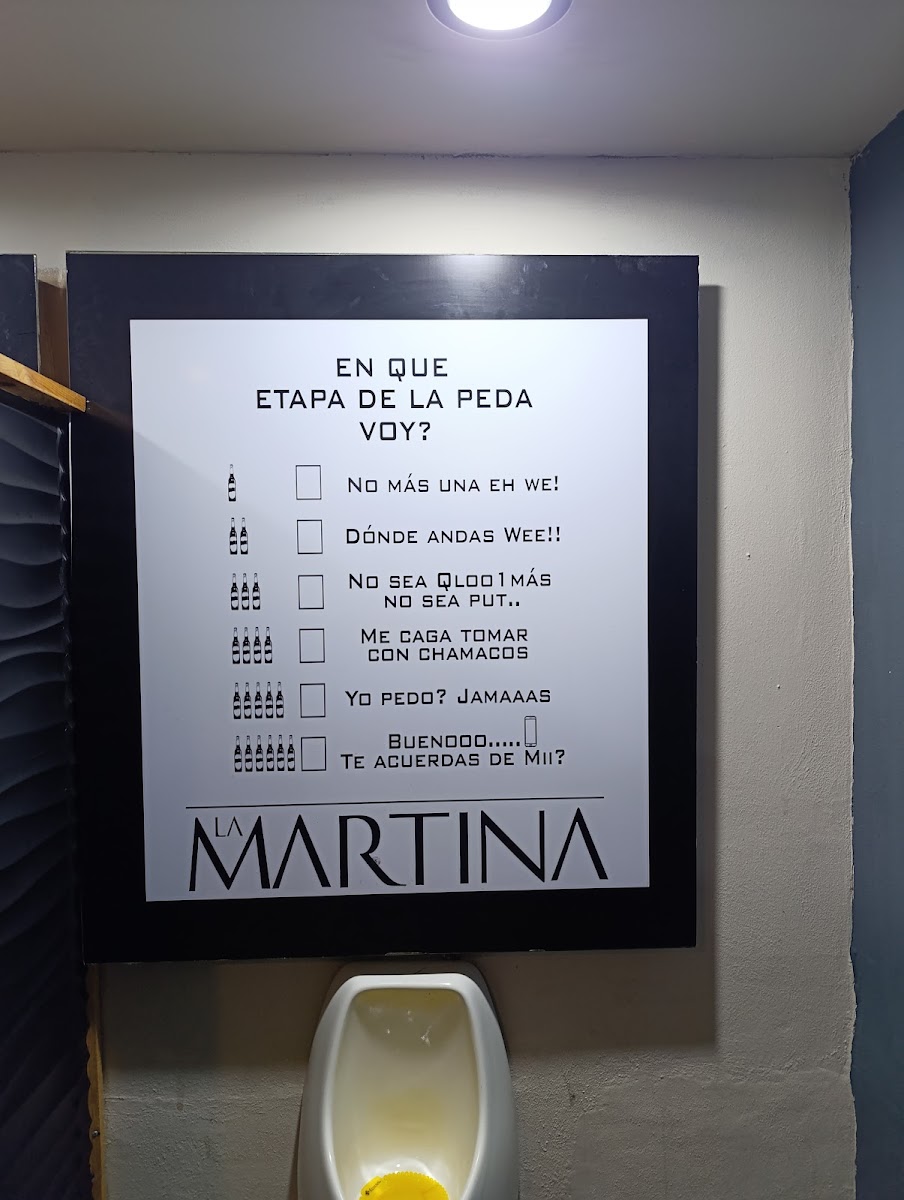 EN QUE
ETAPA DE LA PEDA
VOY?
NO MÁS UNA EH WE!
DÓNDE ANDAS WEE!!
NO SEA QLOO1MÁS
NO SEA PUT..
ME CAGA TOMAR
CON CHAMACOS
YO PEDO? JAMAAAS
BUENOOO.....
TE ACUERDAS DE MII?
LA MARTINA